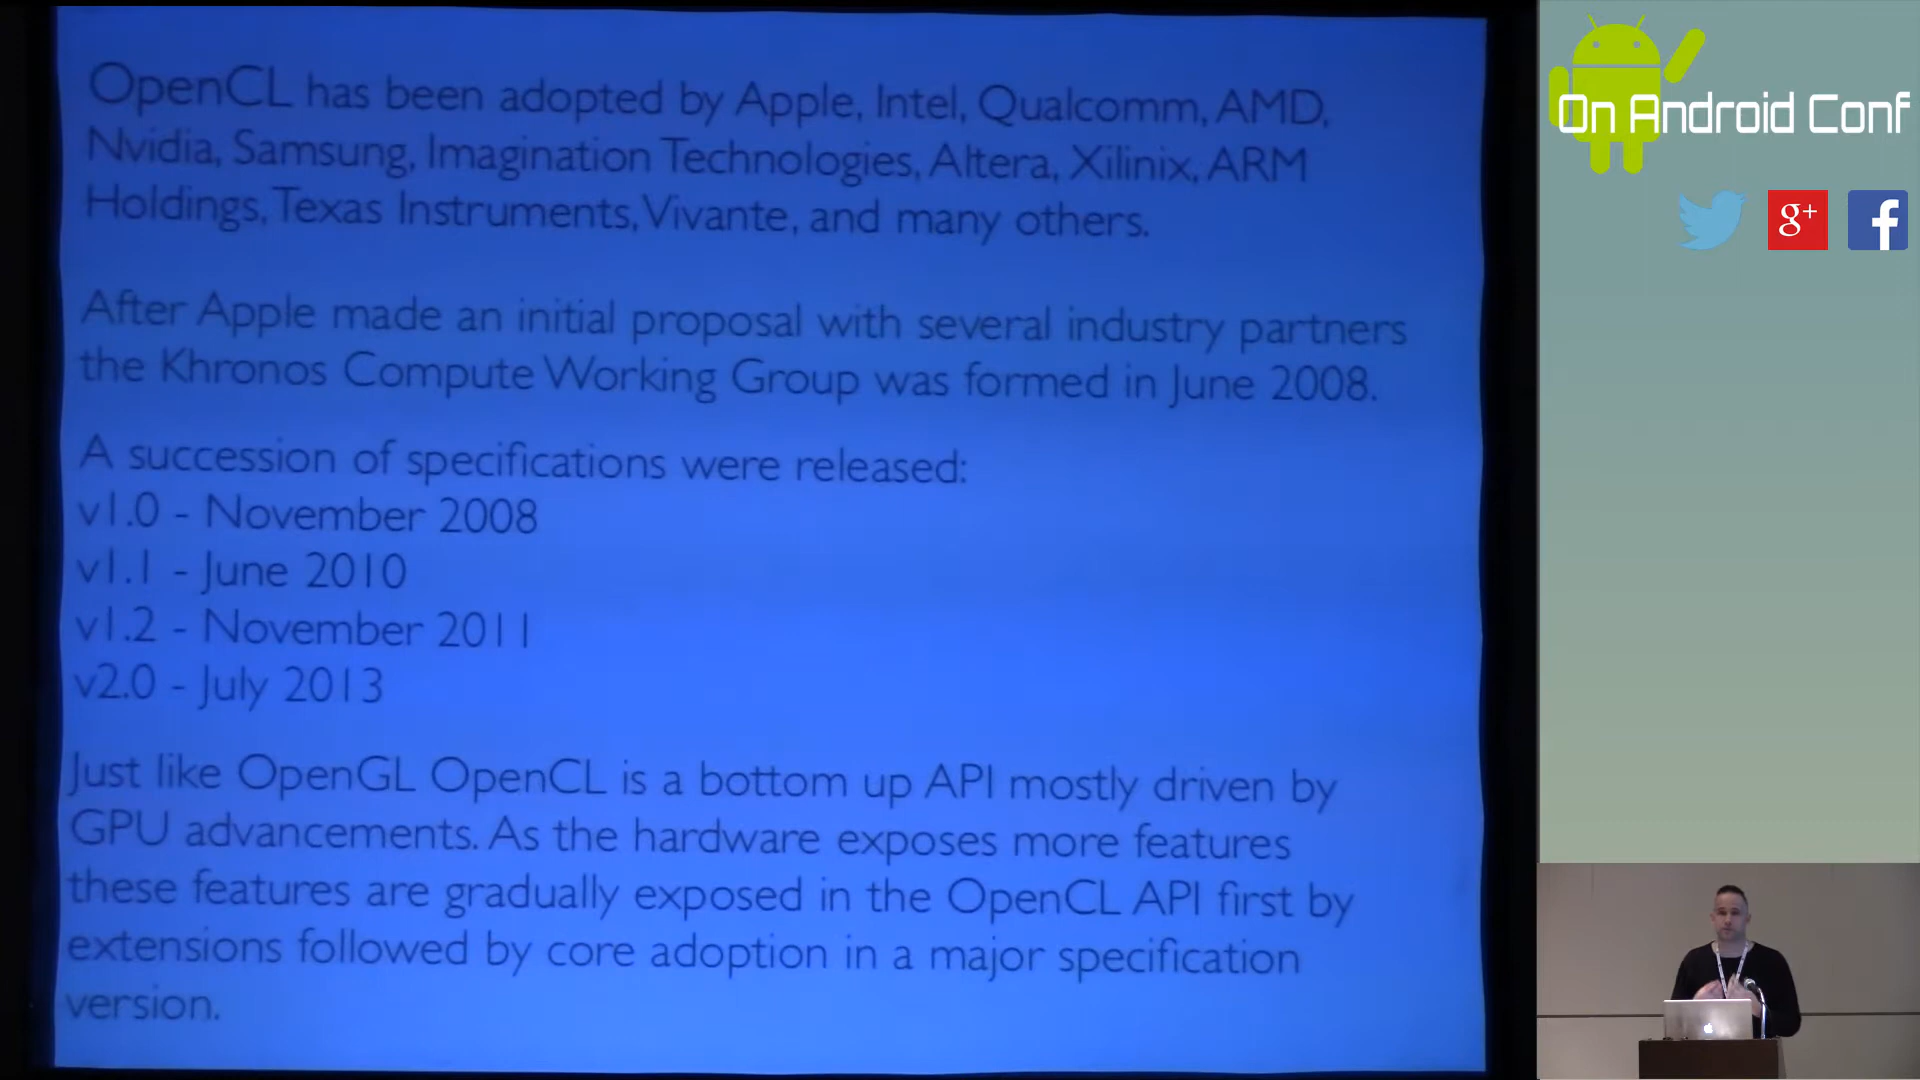 OpenCL has been adopted by Apple, Intel, Qualcomm, AMD,
Nvidia, Samsung, Imagination Technologies, Altera, Xilinix, ARM
Holdings, Texas Instruments, Vivante, and many others.
After Apple made an initial proposal with several industry partners
the Khronos Compute Working Group was formed in June 2008.
A succession of specifications were released:
v1.0 - November 2008
v1.1 - June 2010
v1.2 - November 2011
v2.0 - July 2013
Just like OpenGL OpenCL is a bottom up API mostly driven by
GPU advancements. As the hardware exposes more features
these features are gradually exposed in the OpenCL API first by
extensions followed by core adoption in a major specification
version.
On Android Conf
g+ f